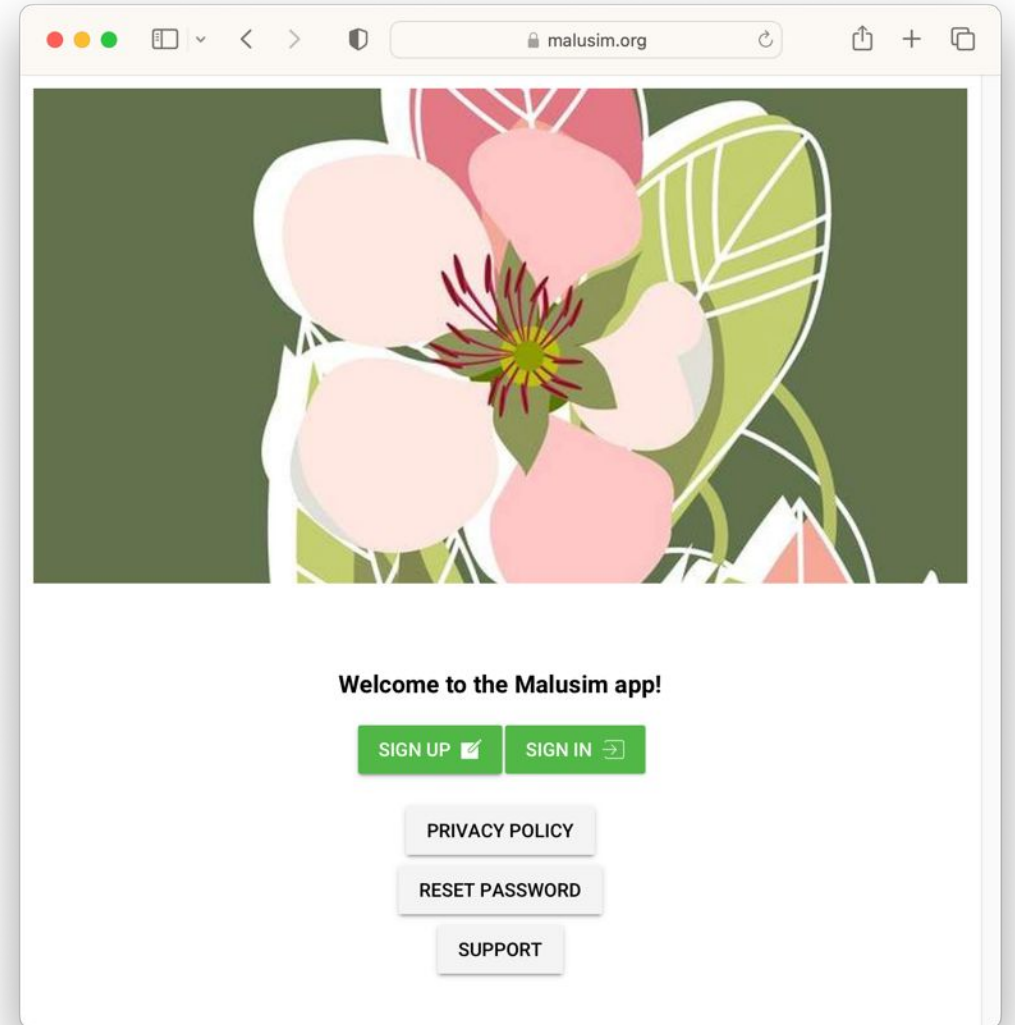 malusim.org
Welcome to the Malusim app!
SIGN UP SIGN IN
PRIVACY POLICY
RESET PASSWORD
SUPPORT